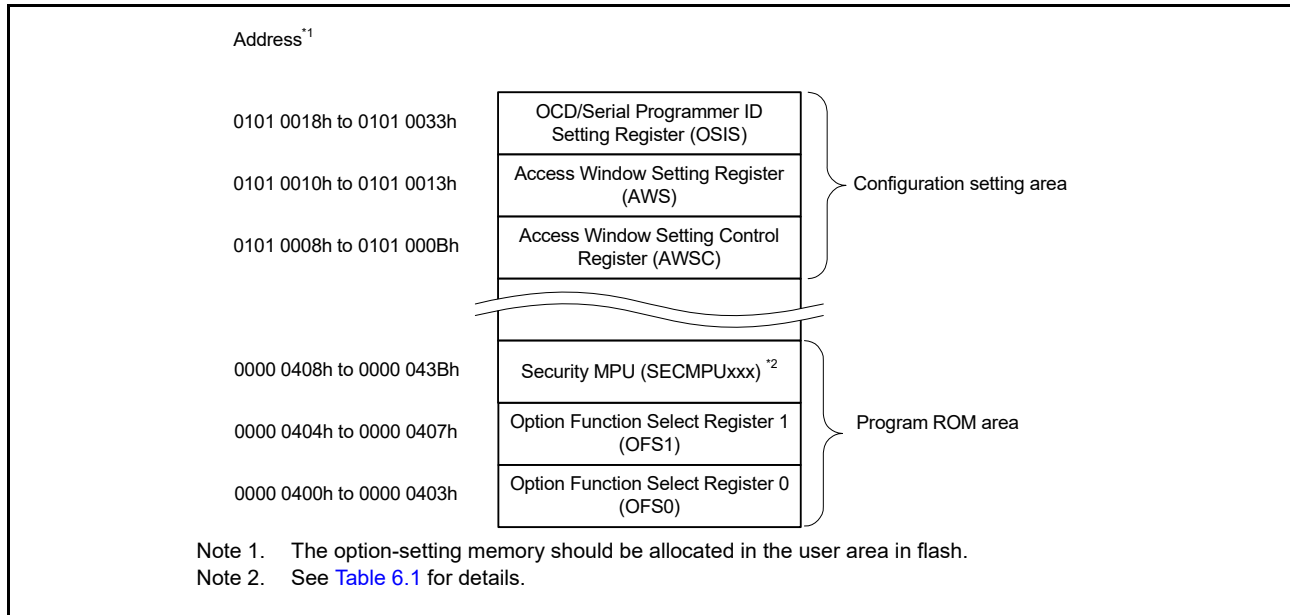 Address*1
0101 0018h to 0101 0033h
OCD/Serial Programmer ID
Setting Register (OSIS)
0101 0010h to 0101 0013h
Access Window Setting Register
(AWS)
Configuration setting area
0101 0008h to 0101 000Bh
Access Window Setting Control
Register (AWSC)
0000 0408h to 0000 043Bh
Security MPU (SECMPUxxx) *2
0000 0404h to 0000 0407h
Option Function Select Register 1
(OFS1)
Program ROM area
0000 0400h to 0000 0403h
Option Function Select Register 0
(OFS0)
Note 1. The option-setting memory should be allocated in the user area in flash.
Note 2. See Table 6.1 for details.